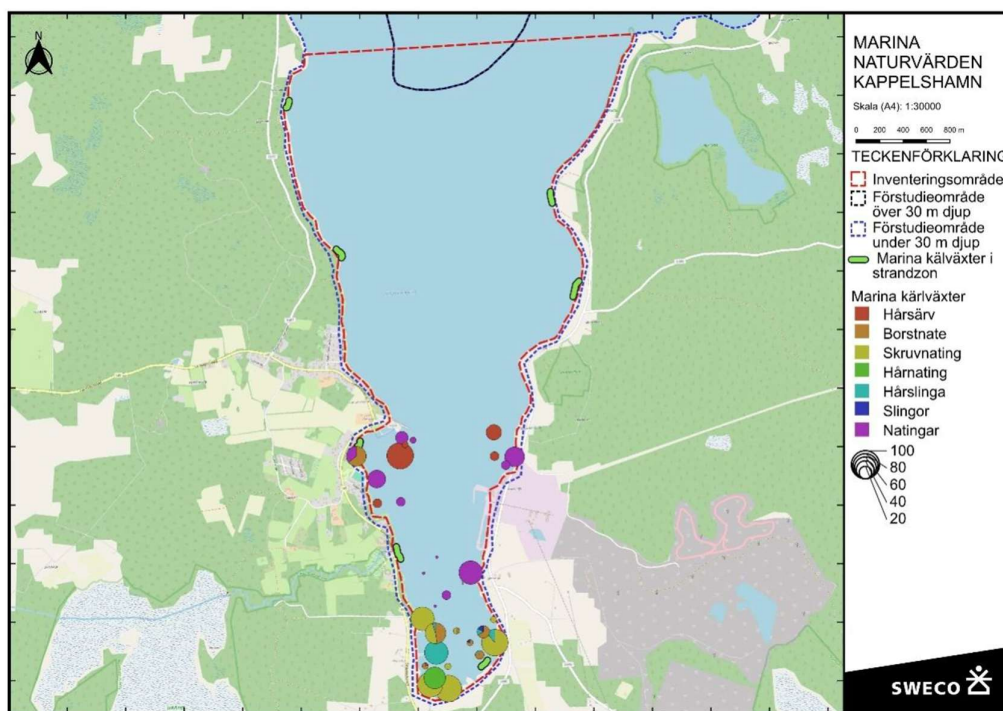 N
MARINA
NATURVÄRDEN
KAPPELSHAMN
Skala (A4): 1:30000
0 200 400 600 800 m
TECKENFÖRKLARING
Inventeringsområde
Förstudieområde
över 30 m djup
Förstudieområde
under 30 m djup
Marina kälväxter i
strandzon
Marina kärlväxter
Hårsärv
Borstnate
Skruvnating
Hårnating
Hårslinga
Slingor
Natingar
100
80
60
40
20
SWECO